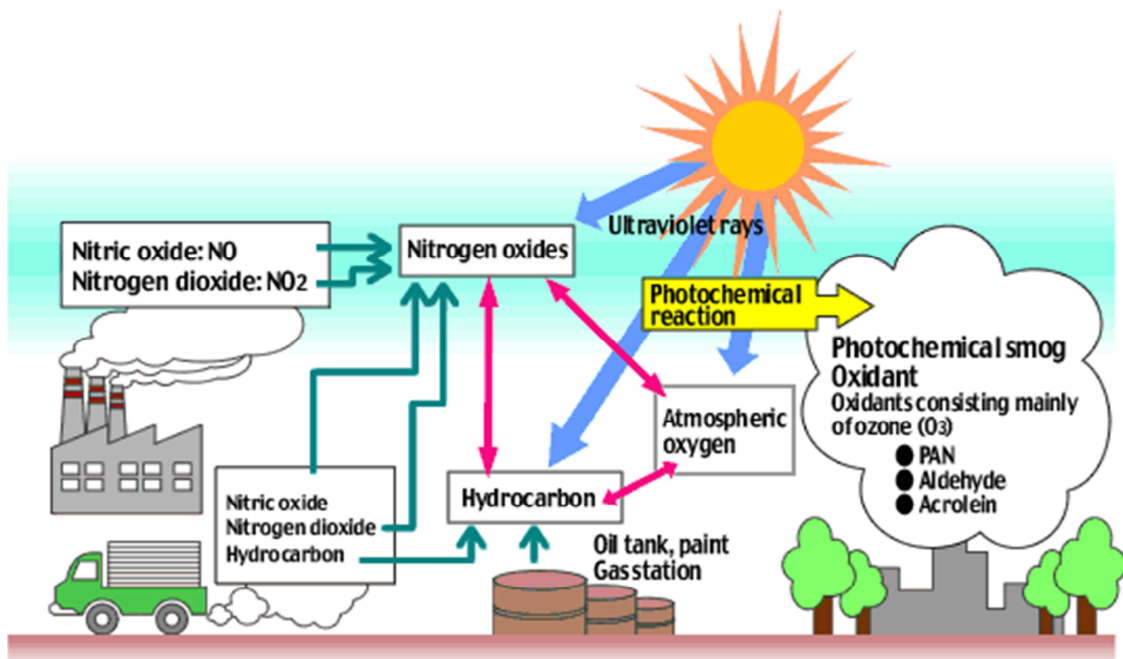 Ultraviolet rays
Nitric oxide: NO
Nitrogen dioxide: NO2
Nitrogen oxides
Photochemical
reaction
Photochemical smog
Oxidant
Oxidants consisting mainly
of ozone (O3)
● PAN
● Aldehyde
● Acrolein
Atmospheric
oxygen
Hydrocarbon
Nitric oxide
Nitrogen dioxide
Hydrocarbon
Oil tank, paint
Gas station